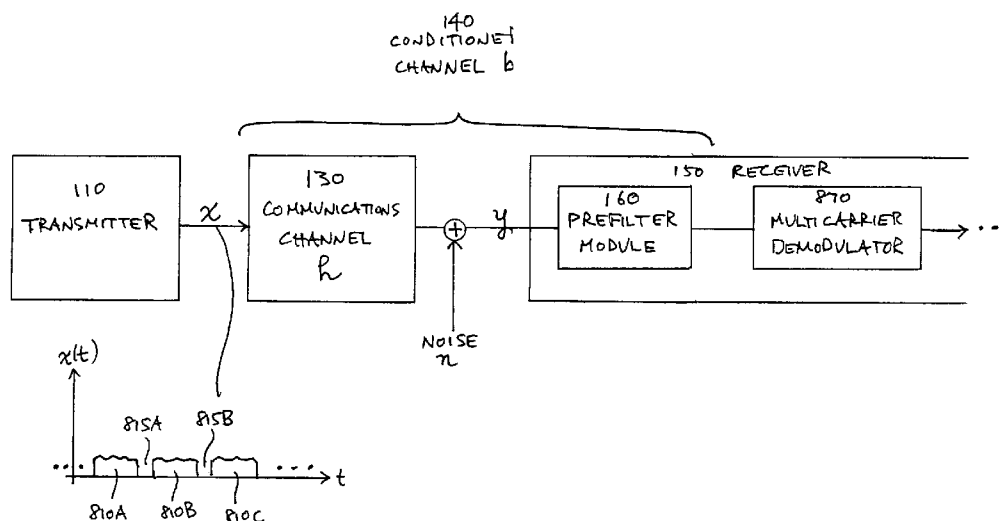 140
CONDITIONED
CHANNEL b
110
TRANSMITTER
x
130
COMMUNICATIONS
CHANNEL
h
+
y
150 RECEIVER
160
PREFILTER
MODULE
870
MULTICARRIER
DEMODULATOR
...
NOISE
n
x(t)
815A
815B
...
...
t
810A
810B
810C